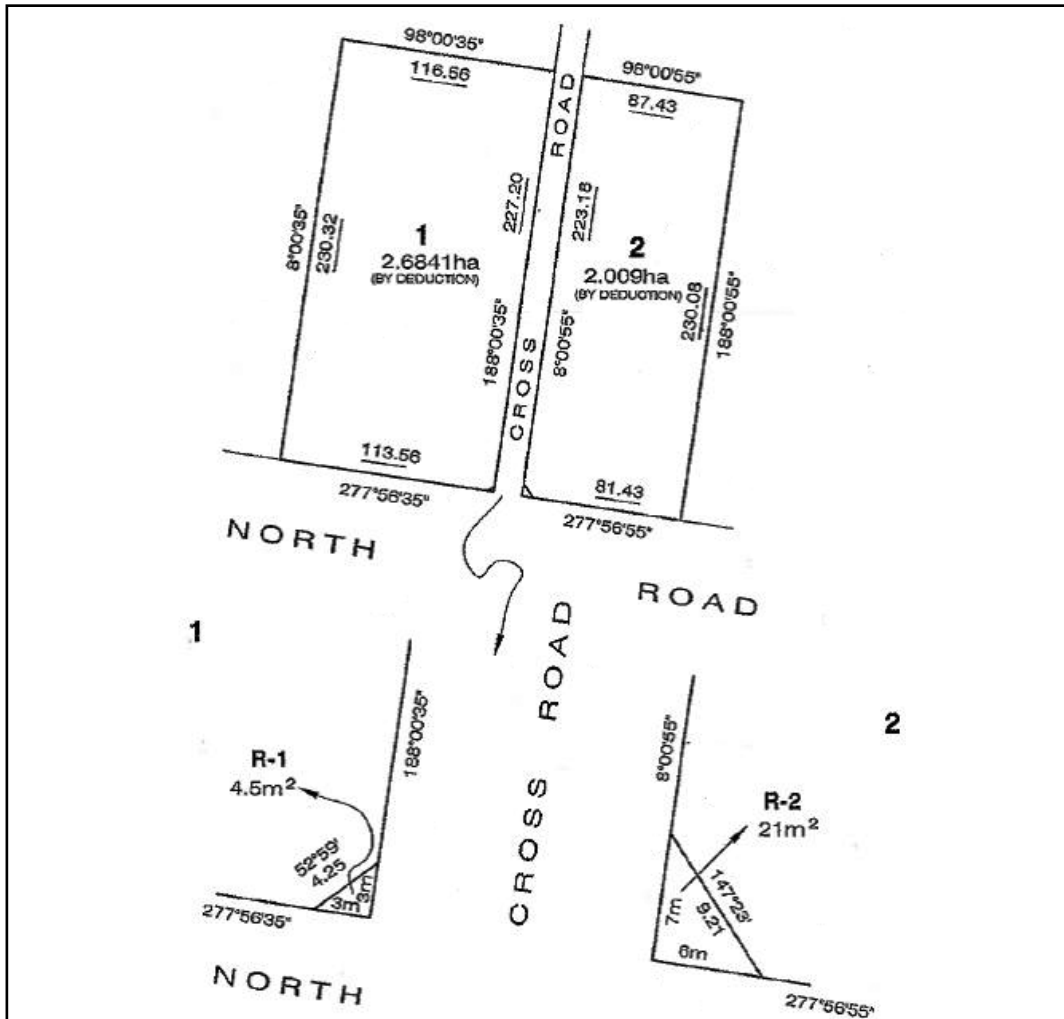 98°00'35"
116.56
ROAD
98°00'55"
87.43
8°00'35"
230.32
1
2.6841ha
(BY DEDUCTION)
227.20
188°00'35"
CROSS
223.18
8°00'55"
2
2.009ha
(BY DEDUCTION)
230.08
188°00'55"
113.56
277°56'35"
81.43
277°56'55"
NORTH
ROAD
1
R-1
4.5m²
188°00'35"
52°59'
4.25
3m
3m
277°56'35"
NORTH
CROSS ROAD
8°00'55"
2
R-2
21m²
147°23'
9.21
7m
6m
277°56'55"